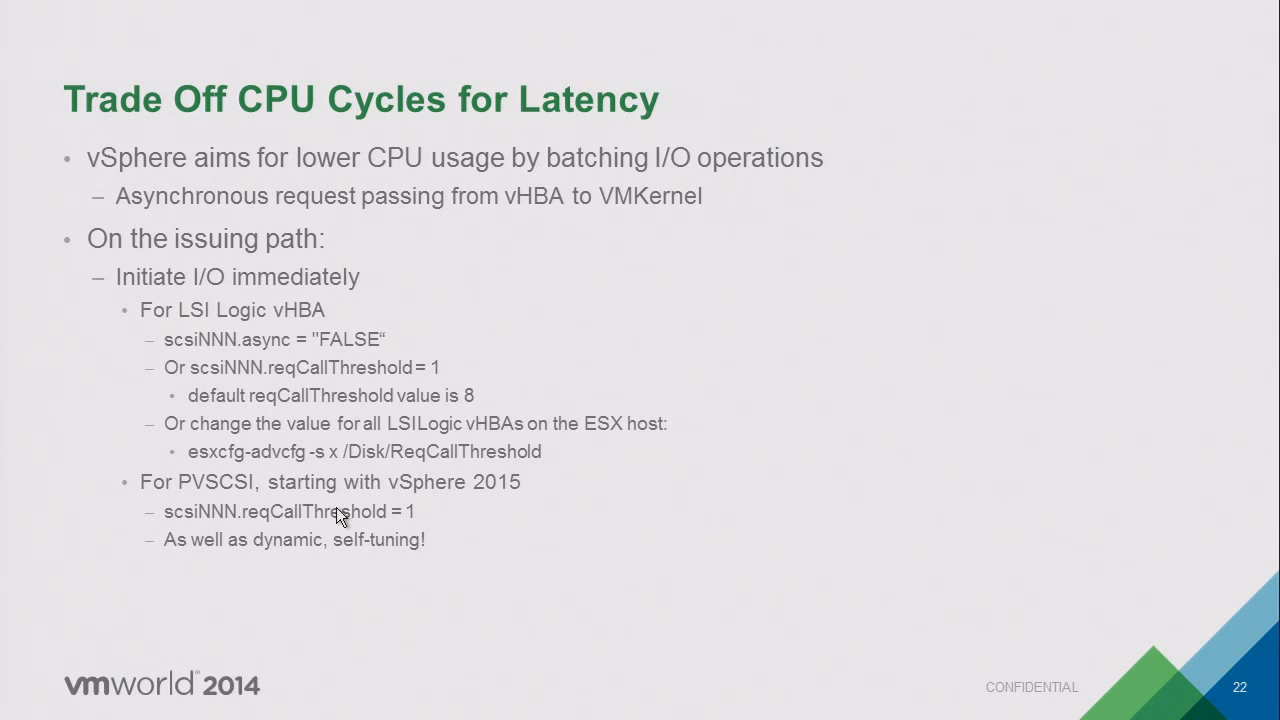 Trade Off CPU Cycles for Latency
• vSphere aims for lower CPU usage by batching I/O operations
– Asynchronous request passing from vHBA to VMKernel
• On the issuing path:
– Initiate I/O immediately
• For LSI Logic vHBA
– scsiNNN.async = "FALSE“
– Or scsiNNN.reqCallThreshold = 1
• default reqCallThreshold value is 8
– Or change the value for all LSILogic vHBAs on the ESX host:
• esxcfg-advcfg -s x /Disk/ReqCallThreshold
• For PVSCSI, starting with vSphere 2015
– scsiNNN.reqCallThreshold = 1
– As well as dynamic, self-tuning!
vmworld 2014
CONFIDENTIAL
22